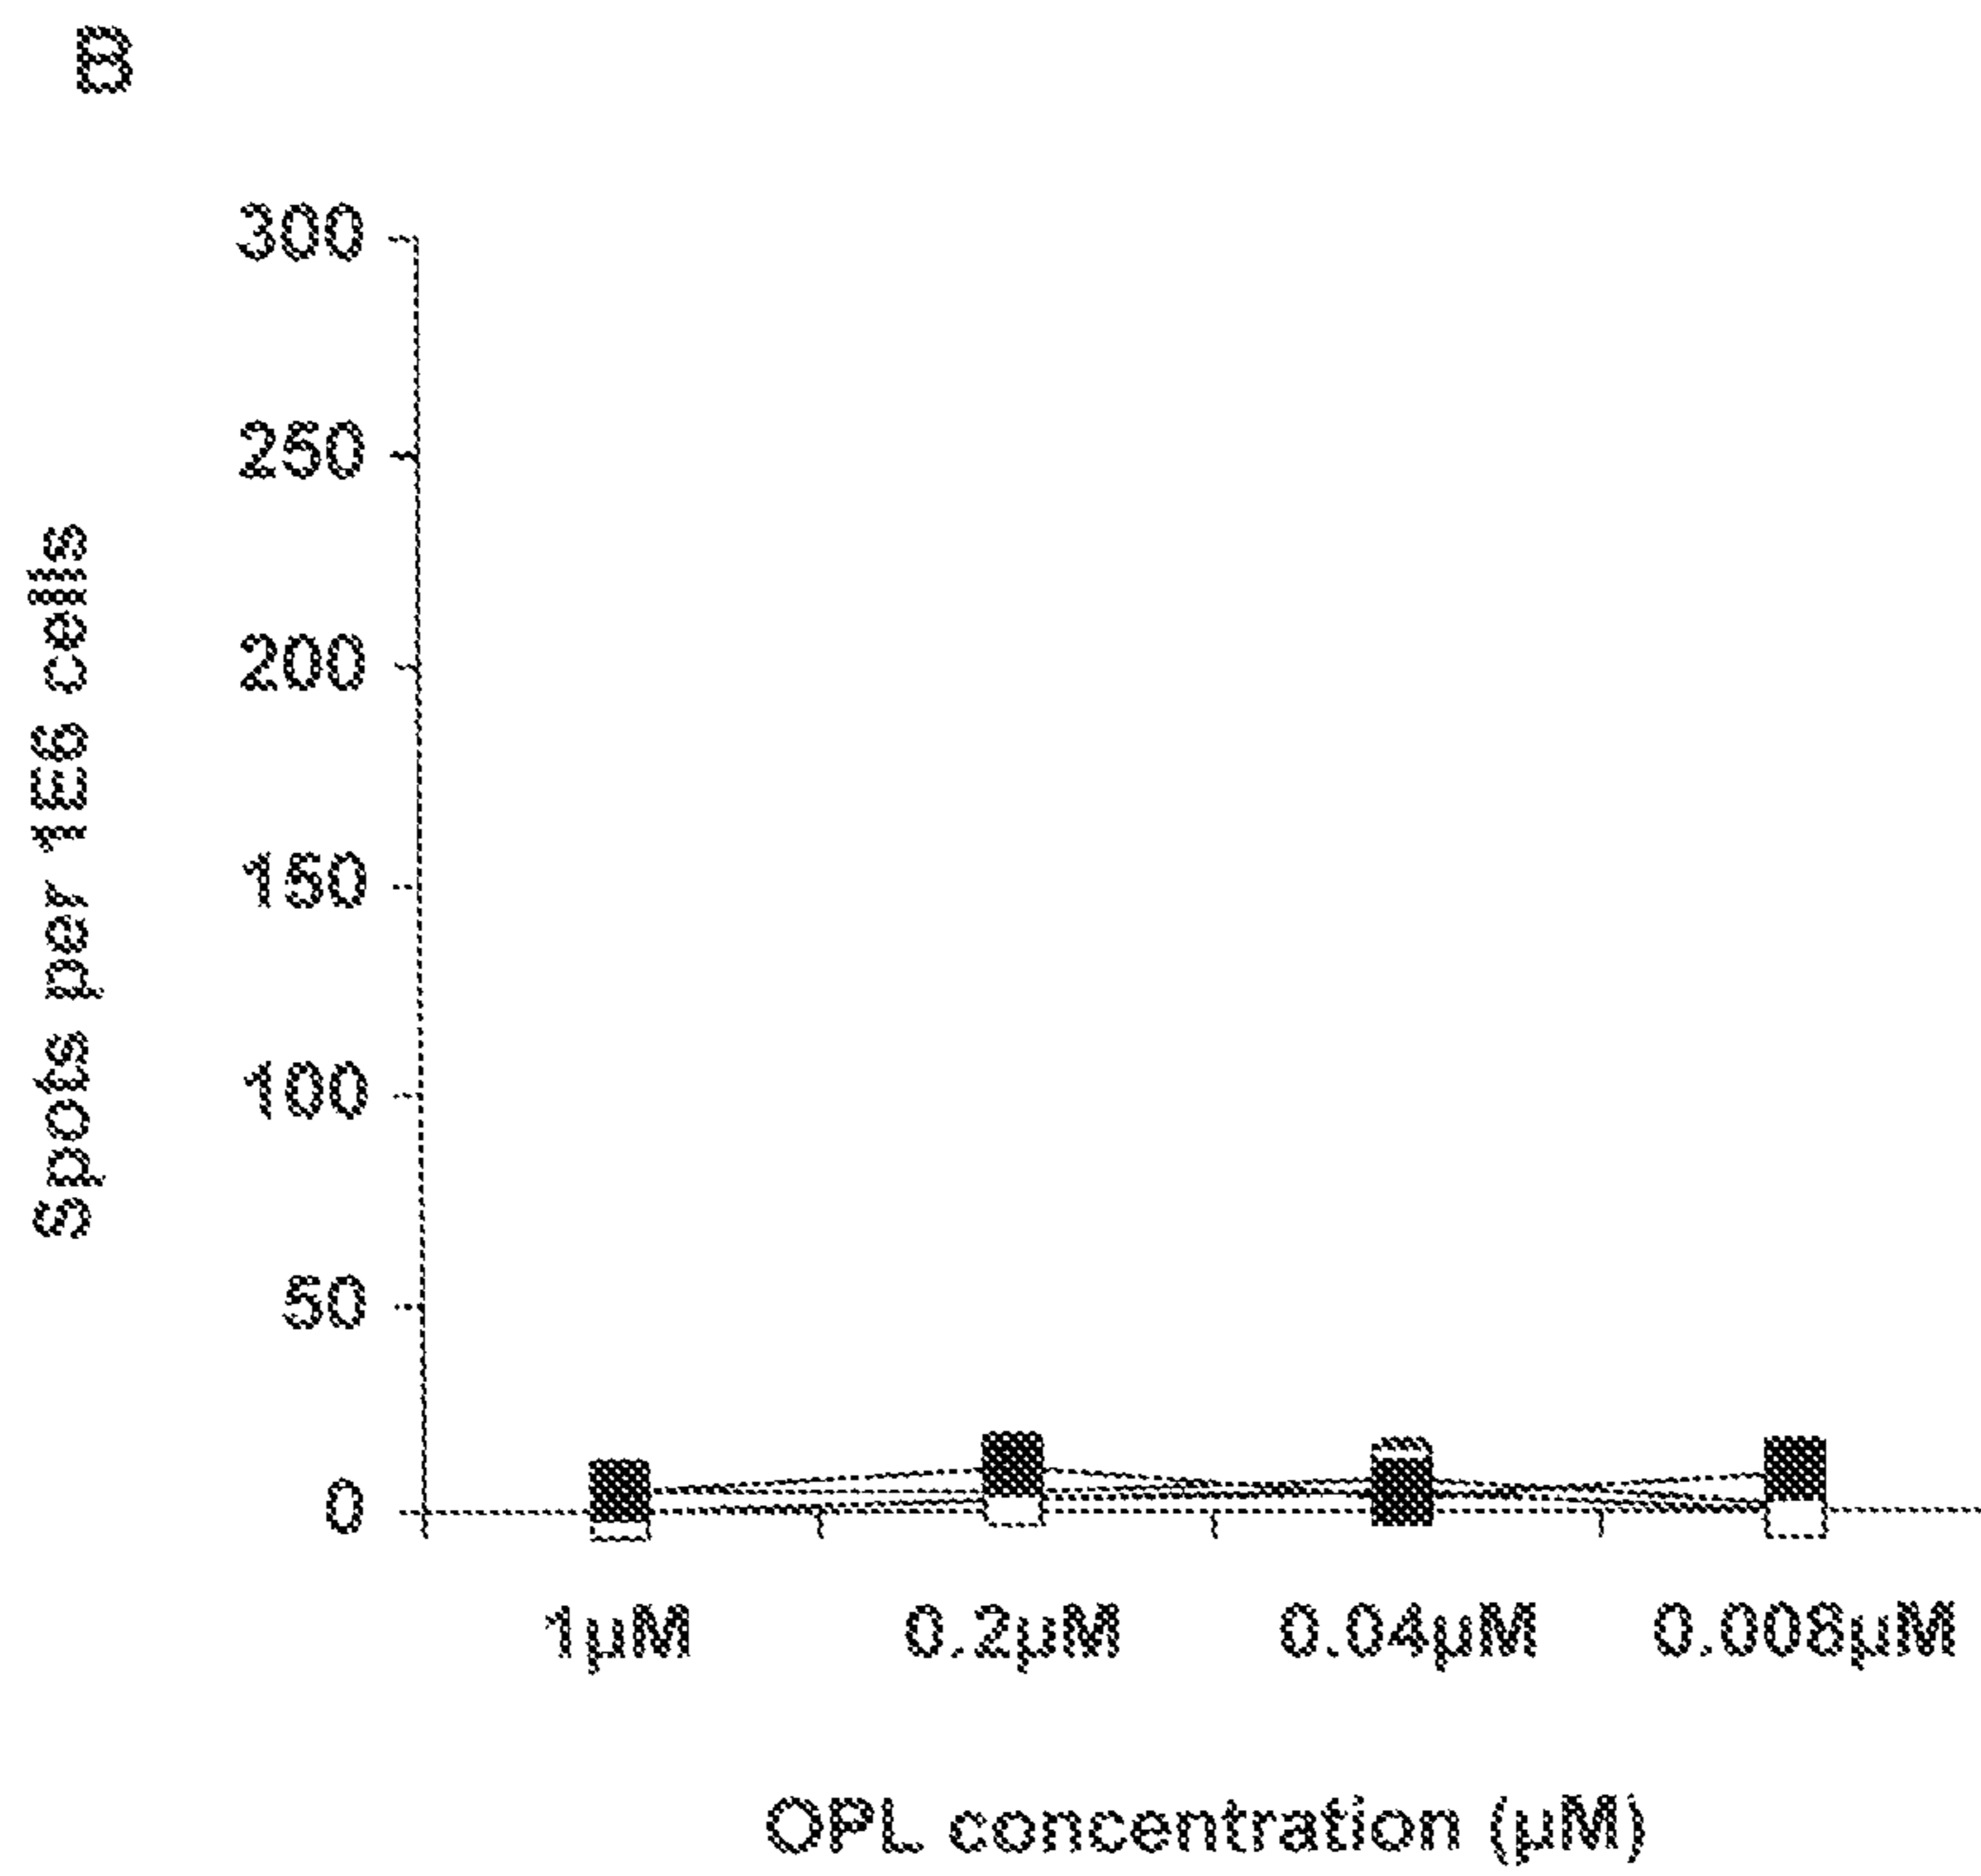 B
300
250
200
150
100
50
0
Spots per 1E6 cells
1µM 0.2µM 0.04µM 0.008µM
OPL concentration (µM)